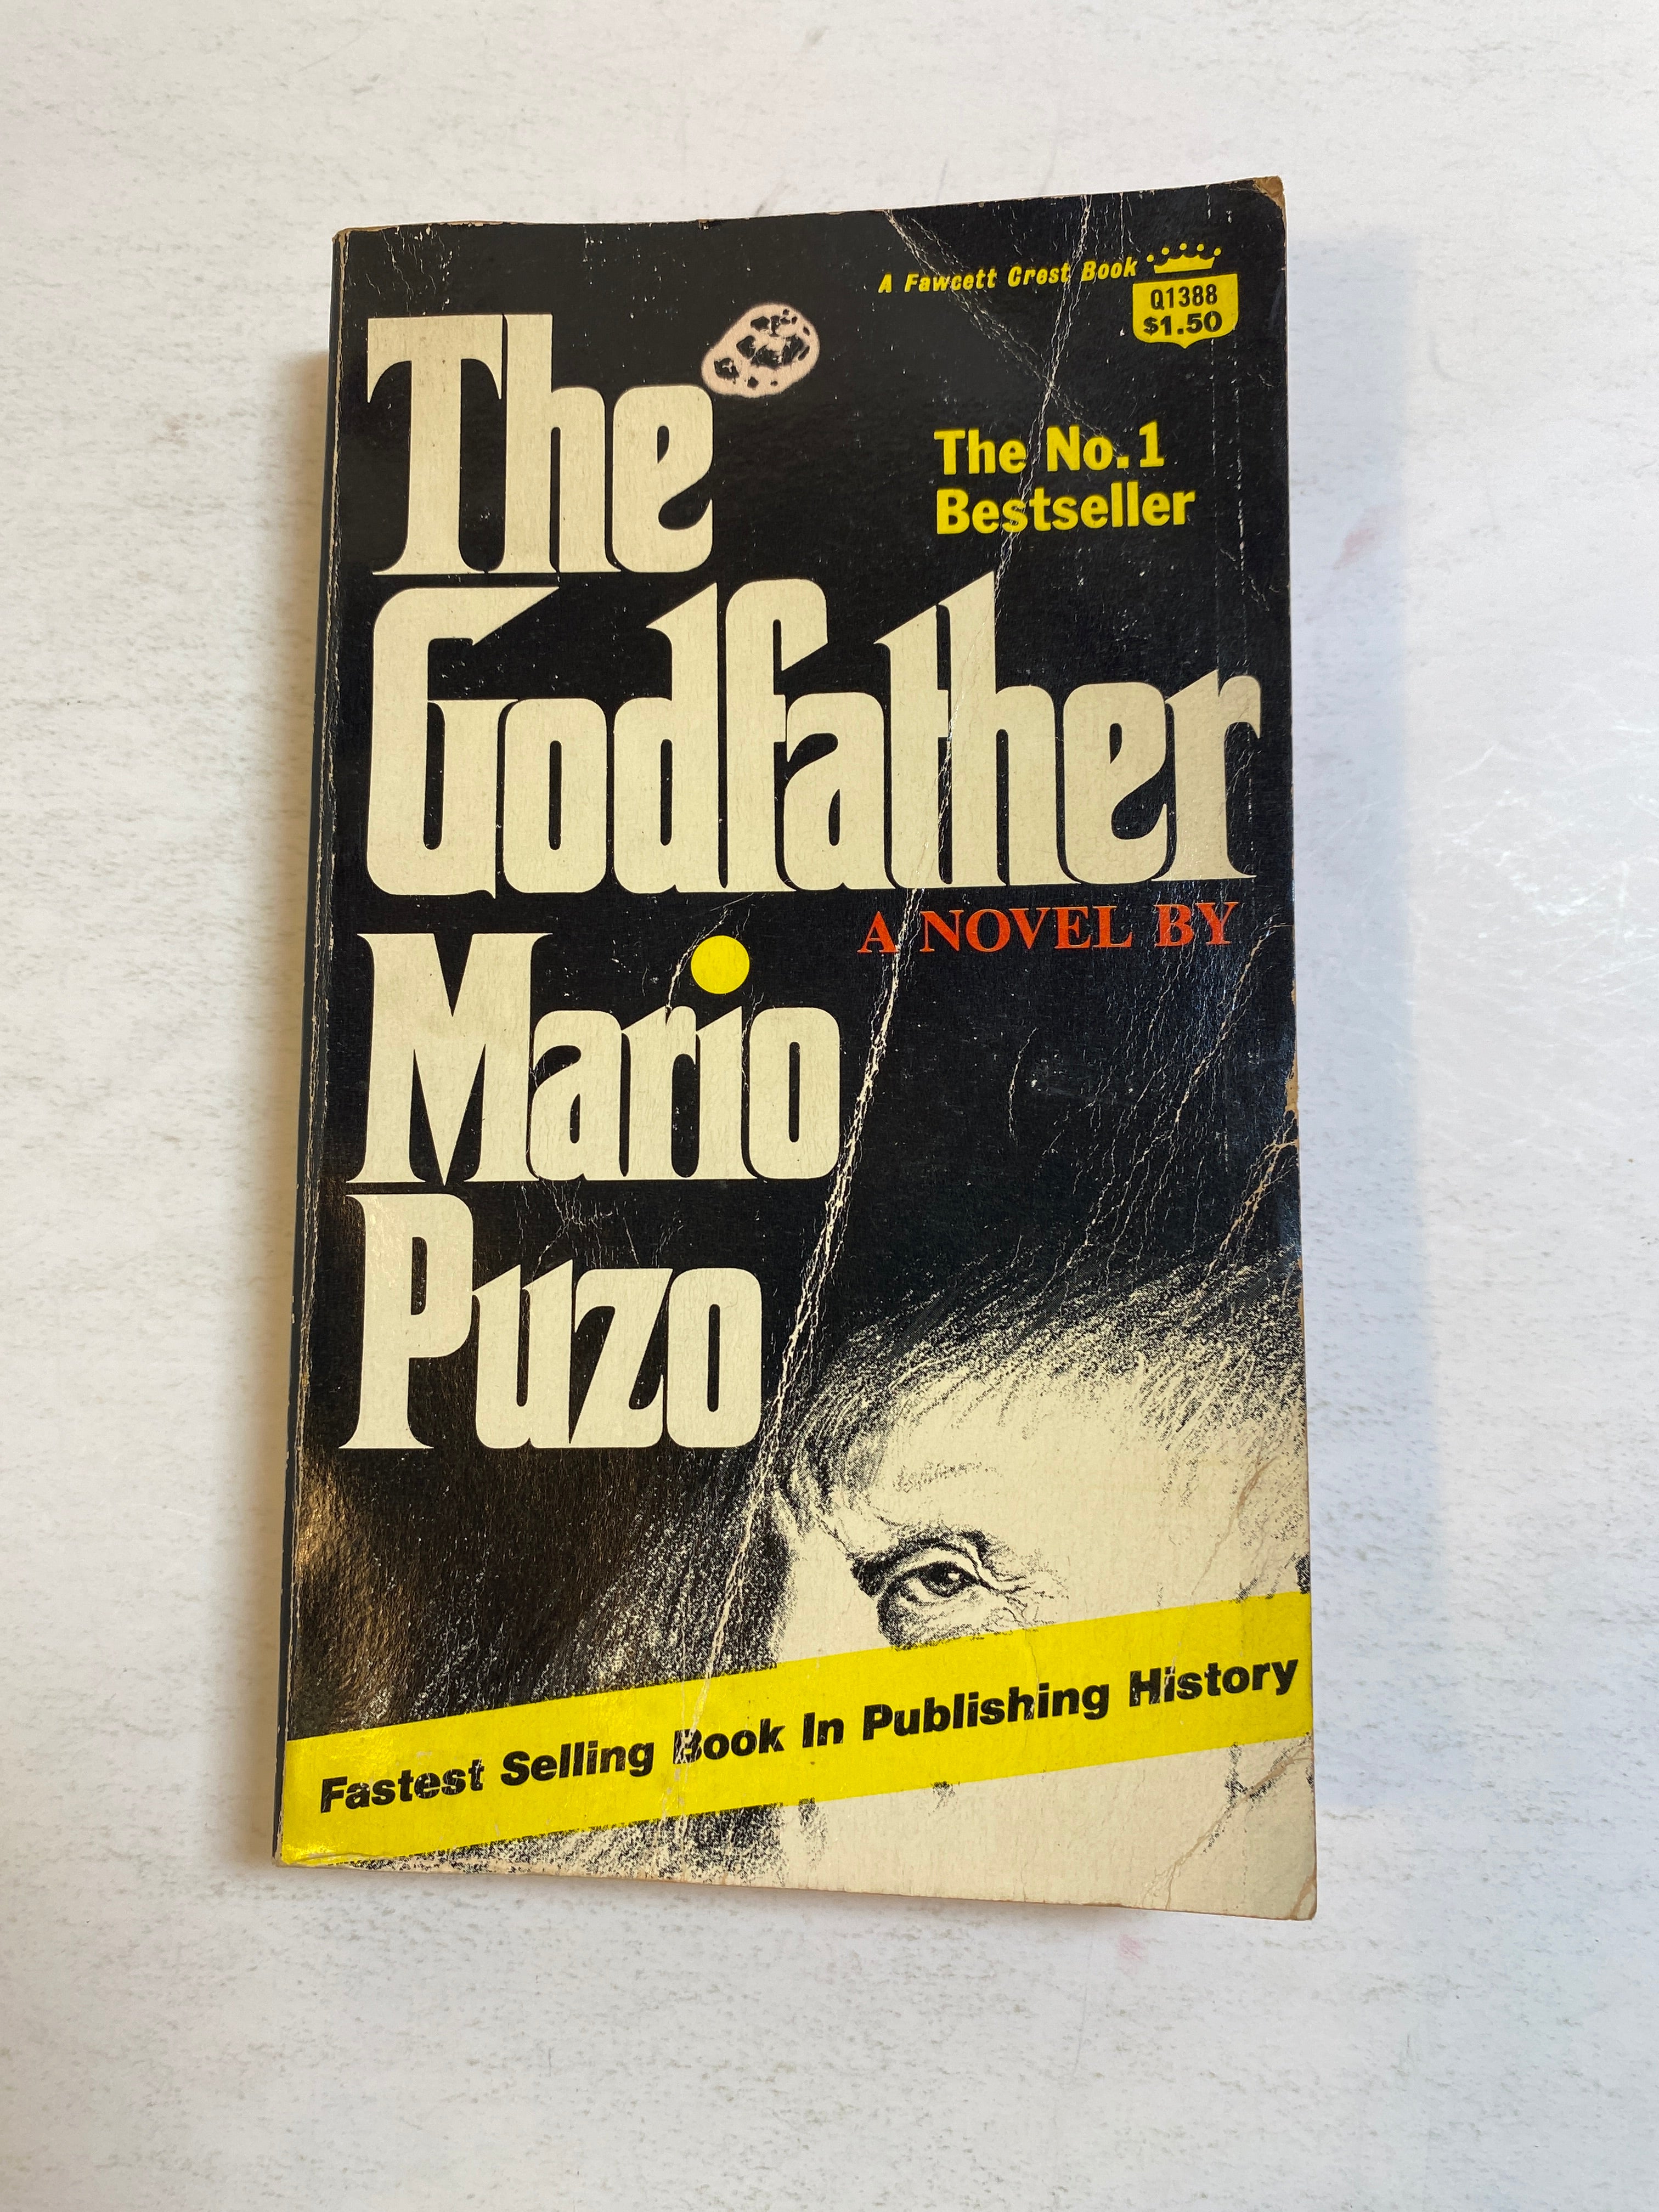 A Fawcett Crest Book
Q1388
$1.50
The
The No.1
Bestseller
Godfather
A NOVEL BY
Mario
Puzo
Fastest Selling Book In Publishing History